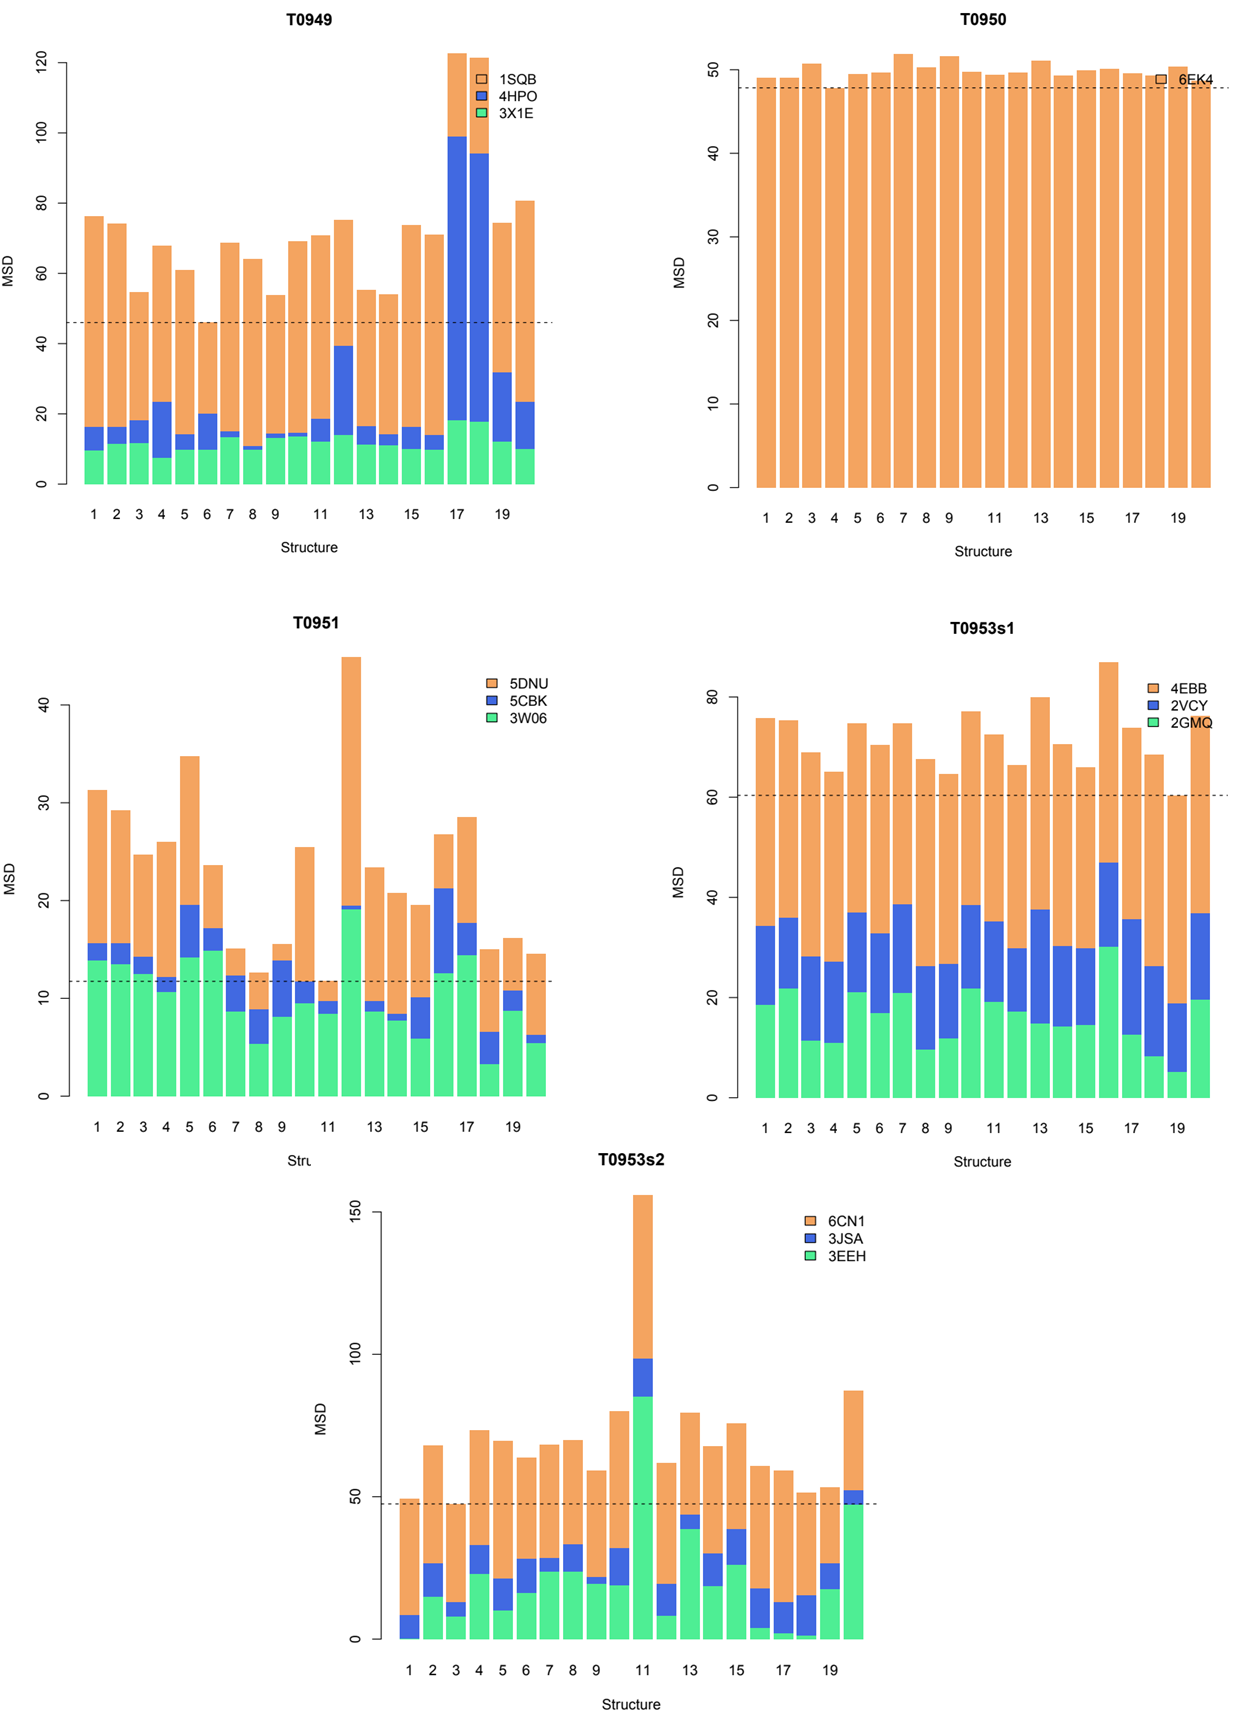 T0949
MSD
0 20 40 60 80 100 120
1SQB
4HPO
3X1E
1 2 3 4 5 6 7 8 9 11 13 15 17 19
Structure
T0950
MSD
0 10 20 30 40 50
6EK4
1 2 3 4 5 6 7 8 9 11 13 15 17 19
Structure
T0951
MSD
0 10 20 30 40
5DNU
5CBK
3W06
1 2 3 4 5 6 7 8 9 11 13 15 17 19
Stru
T0953s1
MSD
0 20 40 60 80
4EBB
2VCY
2GMQ
1 2 3 4 5 6 7 8 9 11 13 15 17 19
Structure
T0953s2
MSD
0 50 100 150
6CN1
3JSA
3EEH
1 2 3 4 5 6 7 8 9 11 13 15 17 19
Structure